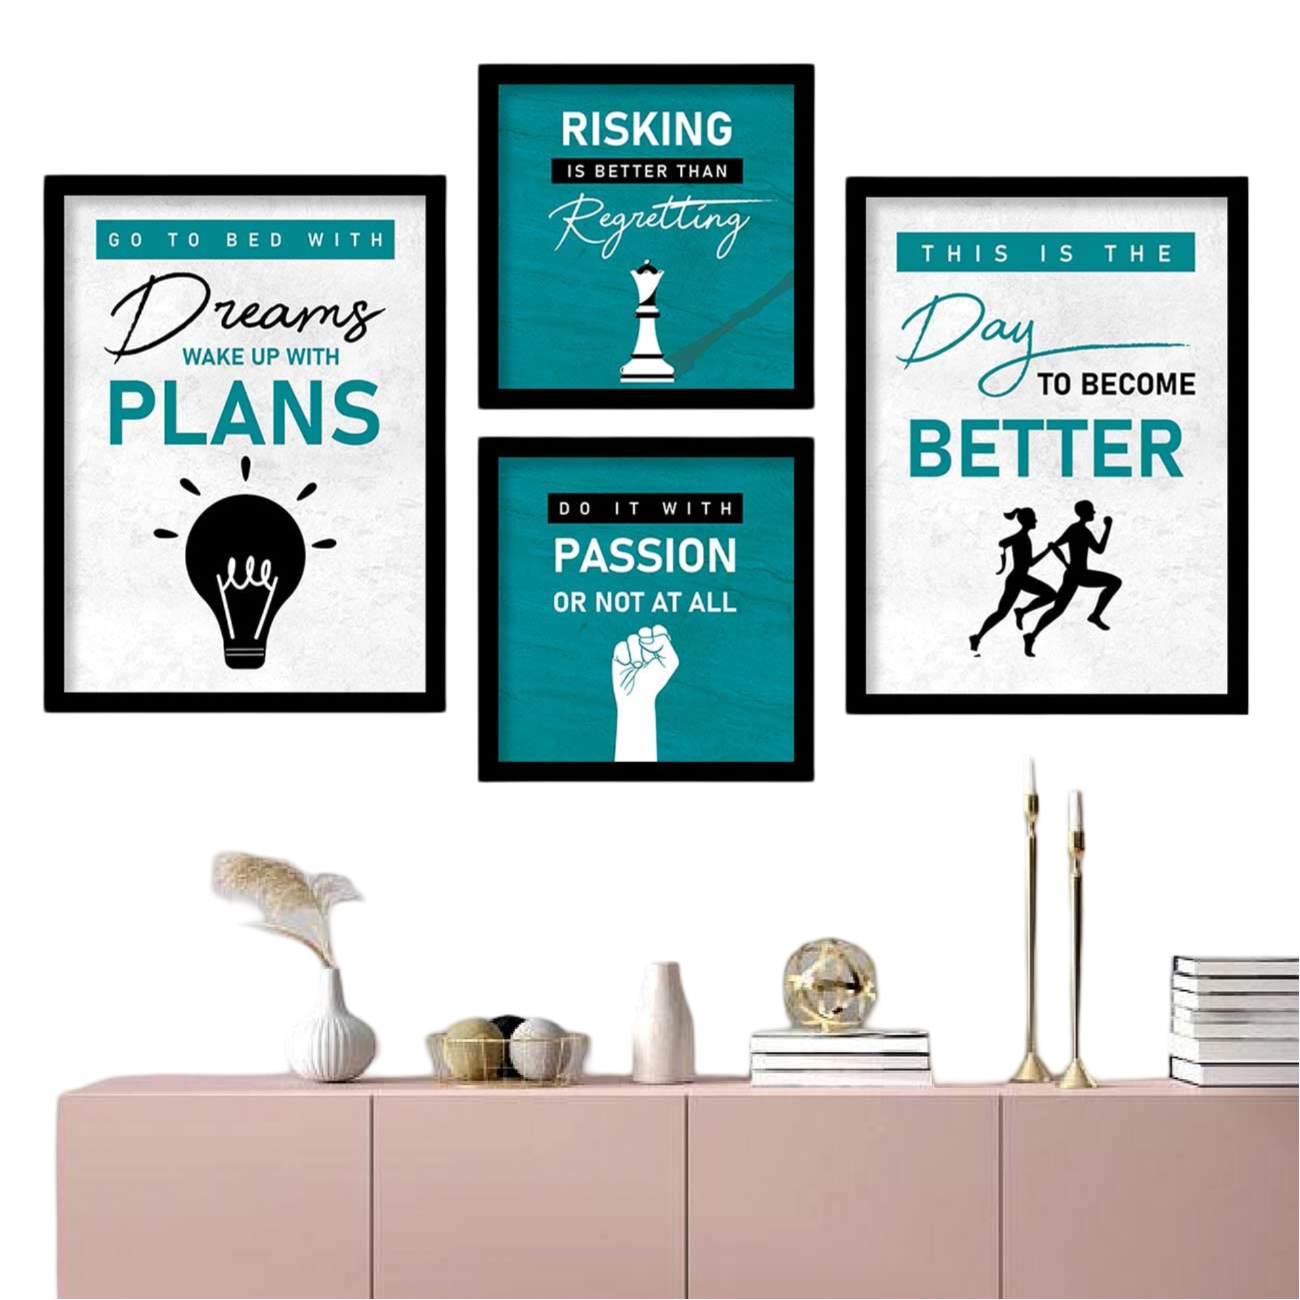 GO TO BED WITH
Dreams
WAKE UP WITH
PLANS
RISKING
IS BETTER THAN
Regretting
DO IT WITH
PASSION
OR NOT AT ALL
THIS IS THE
Day
TO BECOME
BETTER